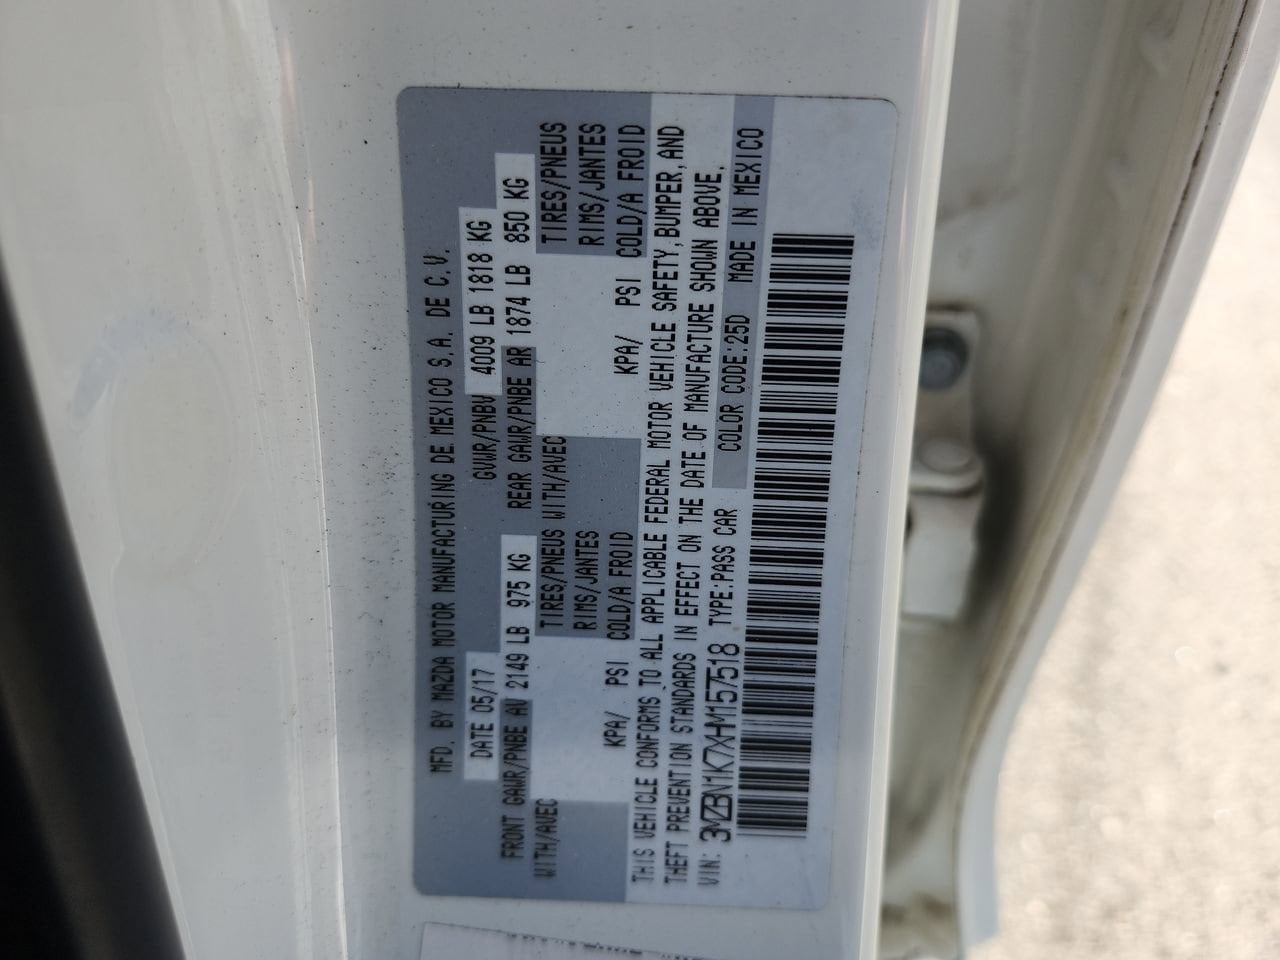 MFD. BY MAZDA MOTOR MANUFACTURING DE MEXICO S.A. DE C.V.
DATE 05/17 GVWR/PNBV 4009 LB 1818 KG
FRONT GAWR/PNBE AV 2149 LB 975 KG REAR GAWR/PNBE AR 1874 LB 850 KG
WITH/AVEC TIRES/PNEUS WITH/AVEC TIRES/PNEUS
RIMS/JANTES RIMS/JANTES
KPA/ PSI COLD/A FROID KPA/ PSI COLD/A FROID
THIS VEHICLE CONFORMS TO ALL APPLICABLE FEDERAL MOTOR VEHICLE SAFETY, BUMPER, AND
THEFT PREVENTION STANDARDS IN EFFECT ON THE DATE OF MANUFACTURE SHOWN ABOVE.
VIN: 3MZBN1K7XHM157518 TYPE:PASS CAR COLOR CODE:25D MADE IN MEXICO